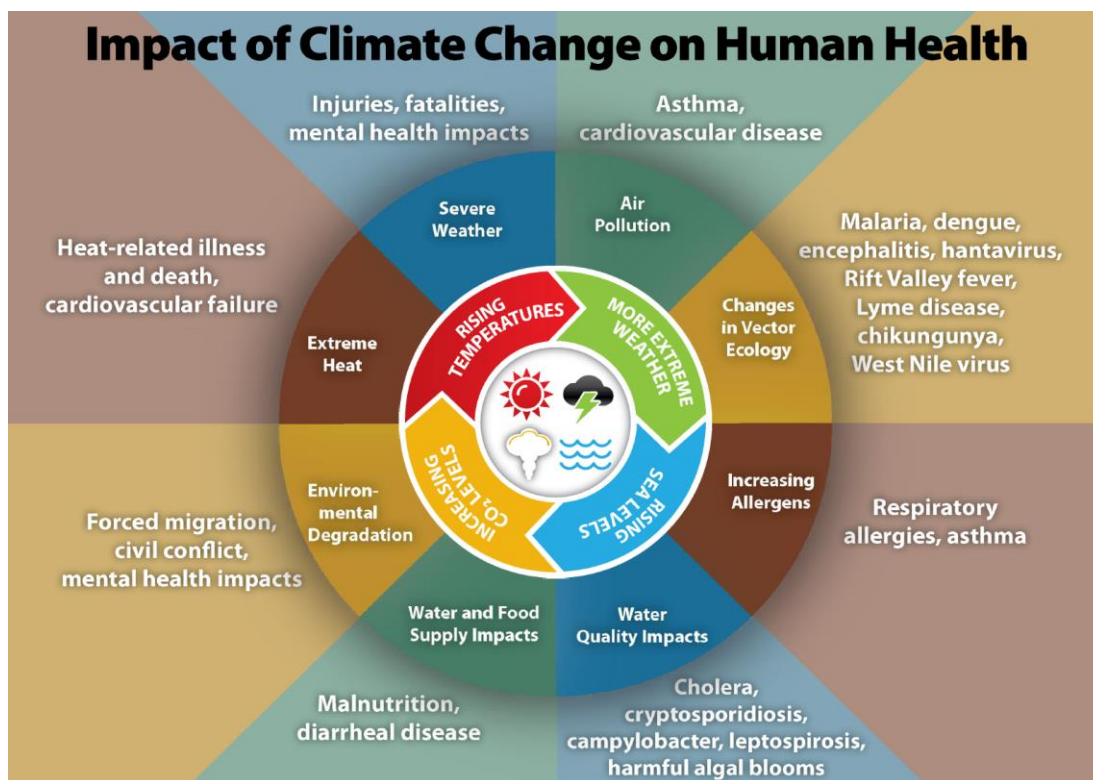 Impact of Climate Change on Human Health
Injuries, fatalities,
mental health impacts
Asthma,
cardiovascular disease
Severe
Weather
Air
Pollution
Heat-related illness
and death,
cardiovascular failure
Malaria, dengue,
encephalitis, hantavirus,
Rift Valley fever,
Lyme disease,
chikungunya,
West Nile virus
Extreme
Heat
RISING
TEMPERATURES
MORE EXTREME
WEATHER
Changes
in Vector
Ecology
Environ-
mental
Degradation
INCREASING
CO₂ LEVELS
RISING
SEA LEVELS
Increasing
Allergens
Forced migration,
civil conflict,
mental health impacts
Respiratory
allergies, asthma
Water and Food
Supply Impacts
Water
Quality Impacts
Malnutrition,
diarrheal disease
Cholera,
cryptosporidiosis,
campylobacter, leptospirosis,
harmful algal blooms